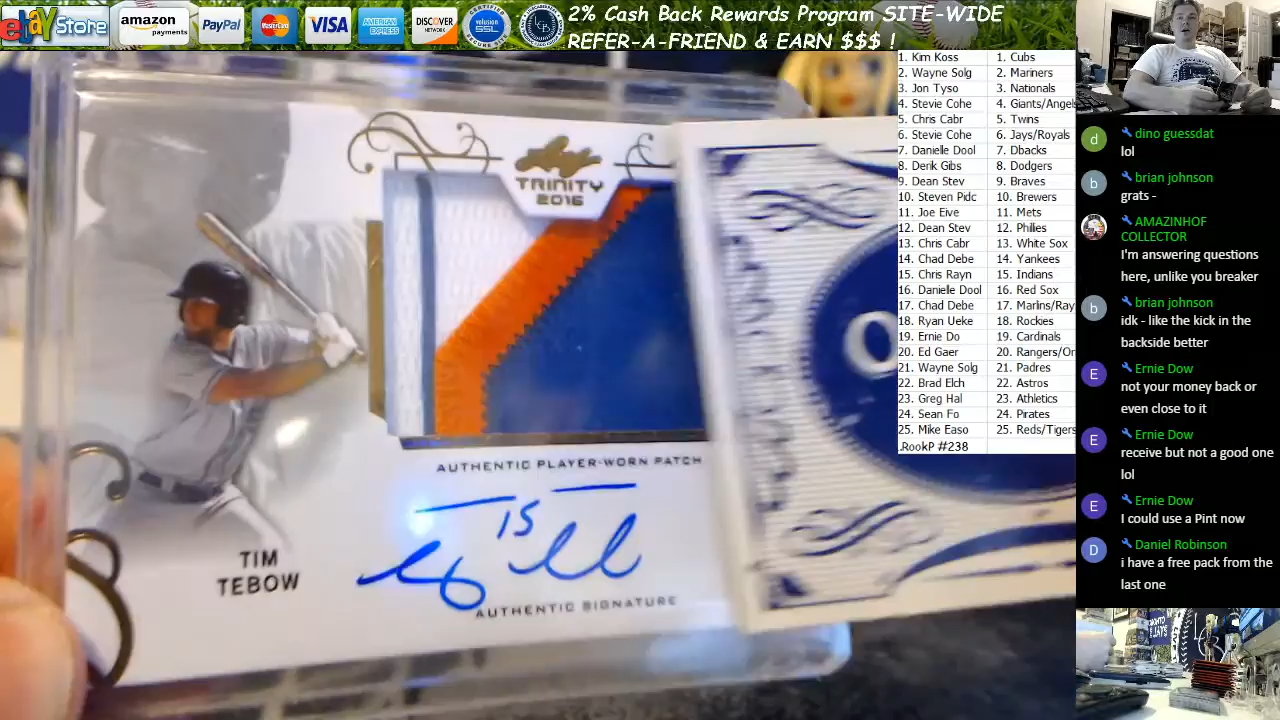 ebay Store
amazon
payments
PayPal
MasterCard
VISA
AMERICAN
EXPRESS
DISCOVER
NETWORK
volusion
SSL
2% Cash Back Rewards Program SITE-WIDE
REFER-A-FRIEND & EARN $$$ !
1. Kim Koss 1. Cubs
2. Wayne Solg 2. Mariners
3. Jon Tyso 3. Nationals
4. Stevie Cohe 4. Giants/Angels
5. Chris Cabr 5. Twins
6. Stevie Cohe 6. Jays/Royals
7. Danielle Dool 7. Dbacks
8. Derik Gibs 8. Dodgers
9. Dean Stev 9. Braves
10. Steven Pidc 10. Brewers
11. Joe Eive 11. Mets
12. Dean Stev 12. Philies
13. Chris Cabr 13. White Sox
14. Chad Debe 14. Yankees
15. Chris Rayn 15. Indians
16. Danielle Dool 16. Red Sox
17. Chad Debe 17. Marlins/Ray
18. Ryan Ueke 18. Rockies
19. Ernie Do 19. Cardinals
20. Ed Gaer 20. Rangers/Or
21. Wayne Solg 21. Padres
22. Brad Elch 22. Astros
23. Greg Hal 23. Athletics
24. Sean Fo 24. Pirates
25. Mike Easo 25. Reds/Tigers
.RookP #238
TRINITY
2016
AUTHENTIC PLAYER-WORN PATCH
15
AUTHENTIC SIGNATURE
TIM
TEBOW
d dino guessdat
lol
b brian johnson
grats -
AMAZINHOF
COLLECTOR
I'm answering questions
here, unlike you breaker
b brian johnson
idk - like the kick in the
backside better
E Ernie Dow
not your money back or
even close to it
E Ernie Dow
receive but not a good one
lol
E Ernie Dow
I could use a Pint now
D Daniel Robinson
i have a free pack from the
last one